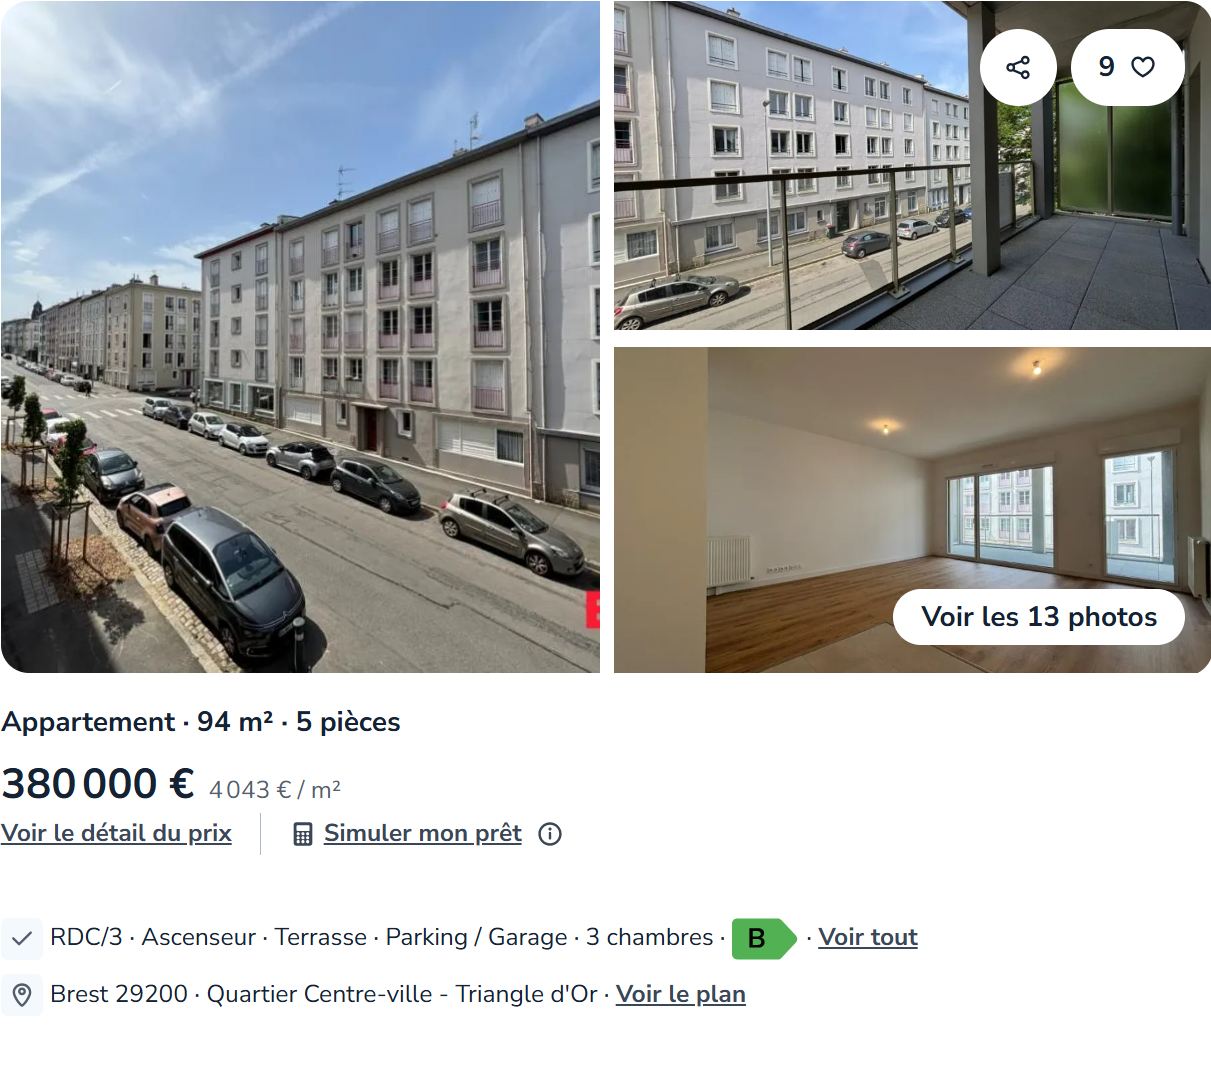 9
Voir les 13 photos
Appartement · 94 m² · 5 pièces
380 000 € 4 043 € / m²
Voir le détail du prix Simuler mon prêt
RDC/3 · Ascenseur · Terrasse · Parking / Garage · 3 chambres · B · Voir tout
Brest 29200 · Quartier Centre-ville - Triangle d'Or · Voir le plan